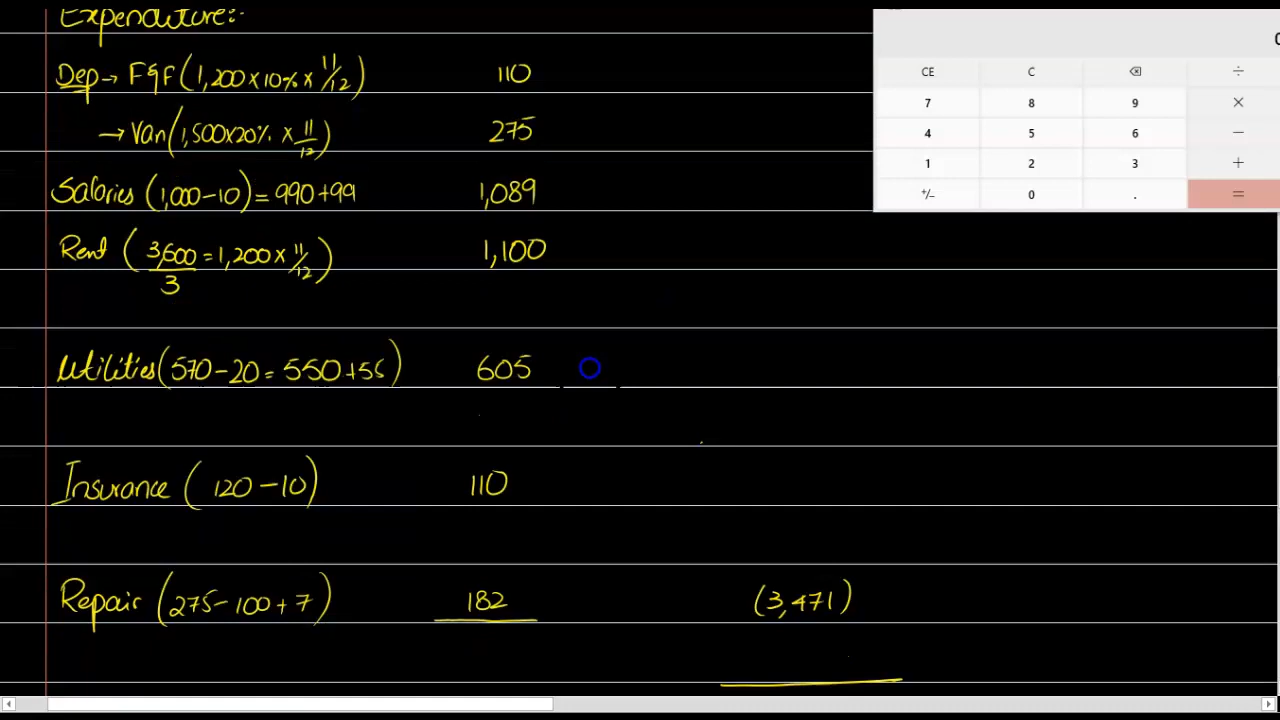 Expenditure:-
Dep → F&F (1,200 × 10% × 11/12) 110
→ Van (1,500×20% × 11/12) 275
Salaries (1,000-10) = 990+99 1,089
Rent (3,600/3 = 1,200 × 11/12) 1,100
Utilities (570-20 = 550+55) 605
Insurance (120-10) 110
Repair (275-100+7) 182 (3,471)
0
CE C ⌫ ÷
7 8 9 ×
4 5 6 −
1 2 3 +
+/− 0 . =